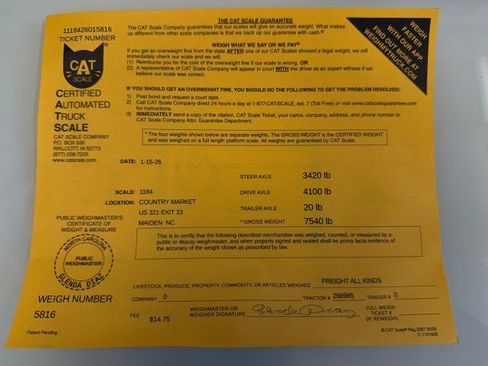 1118426015816
TICKET NUMBER
CAT
SCALE
CERTIFIED
AUTOMATED
TRUCK
SCALE
CAT SCALE COMPANY
P.O. BOX 630
WALCOTT, IA 52773
(877) 228-7225
www.catscale.com
THE CAT SCALE GUARANTEE
The CAT Scale Company guarantees that our scales will give an accurate weight. What makes
us different from other scale companies is that we back up our guarantee with cash.
WEIGH WHAT WE SAY OR WE PAY
If you get an overweight fine from the state AFTER one of our CAT Scales showed a legal weight, we will
immediately check our scale and we will:
(1) Reimburse you for the cost of the overweight fine if our scale is wrong, OR
(2) A representative of CAT Scale Company will appear in court WITH the driver as an expert witness if we
believe our scale was correct.
IF YOU SHOULD GET AN OVERWEIGHT FINE, YOU SHOULD DO THE FOLLOWING TO GET THE PROBLEM RESOLVED:
1) Post bond and request a court date.
2) Call CAT Scale Company direct 24 hours a day at 1-877-CAT-SCALE, ext. 7 (Toll Free) or visit www.catscaleguarantee.com
for instructions.
3) IMMEDIATELY send a copy of the citation, CAT Scale Ticket, your name, company, address, and phone number to
CAT Scale Company Attn: Guarantee Department.
WEIGH
FASTER
WITH OUR APP.
FIND OUT MORE AT
WEIGHMYTRUCK.COM
* The four weights shown below are separate weights. The GROSS WEIGHT is the CERTIFIED WEIGHT
and was weighed on a full length platform scale. All weights are guaranteed by CAT Scale.
DATE: 1-15-26
STEER AXLE 3420 lb
SCALE: 1184 DRIVE AXLE 4100 lb
LOCATION: COUNTRY MARKET TRAILER AXLE 20 lb
US 321 EXIT 33
MAIDEN NC * GROSS WEIGHT 7540 lb
PUBLIC WEIGHMASTER'S
CERTIFICATE OF
WEIGHT & MEASURE
This is to certify that the following described merchandise was weighed, counted, or measured by a
public or deputy weighmaster, and when properly signed and sealed shall be prima facia evidence
of the accuracy of the weight shown as prescribed by law.
NORTH CAROLINA
PUBLIC
WEIGHMASTER
GLENDA DIAZ
LIVESTOCK, PRODUCE, PROPERTY, COMMODITY, OR ARTICLES WEIGHED FREIGHT ALL KINDS
COMPANY 0 TRACTOR # 266965 TRAILER # 0
WEIGH NUMBER
5816
FEE $14.75
WEIGHMASTER OR
WEIGHER SIGNATURE Glenda Diaz
FULL WEIGH
TICKET #
(IF REWEIGH)
Patent Pending